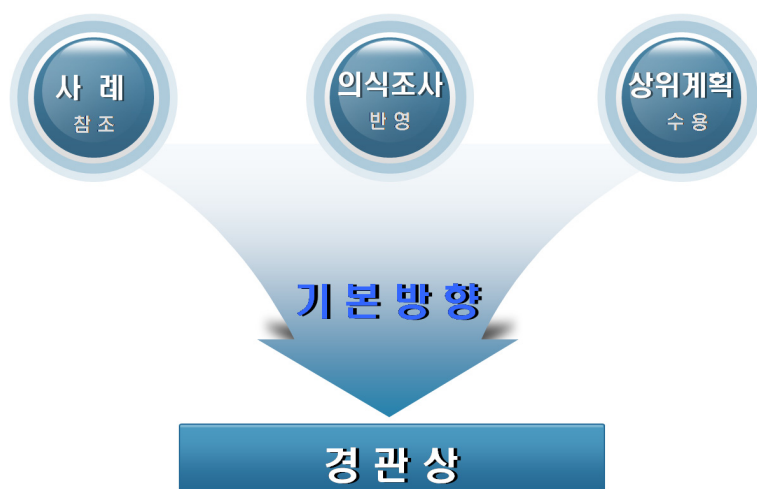 사 례
참 조
의식조사
반 영
상위계획
수 용
기 본 방 향
경 관 상